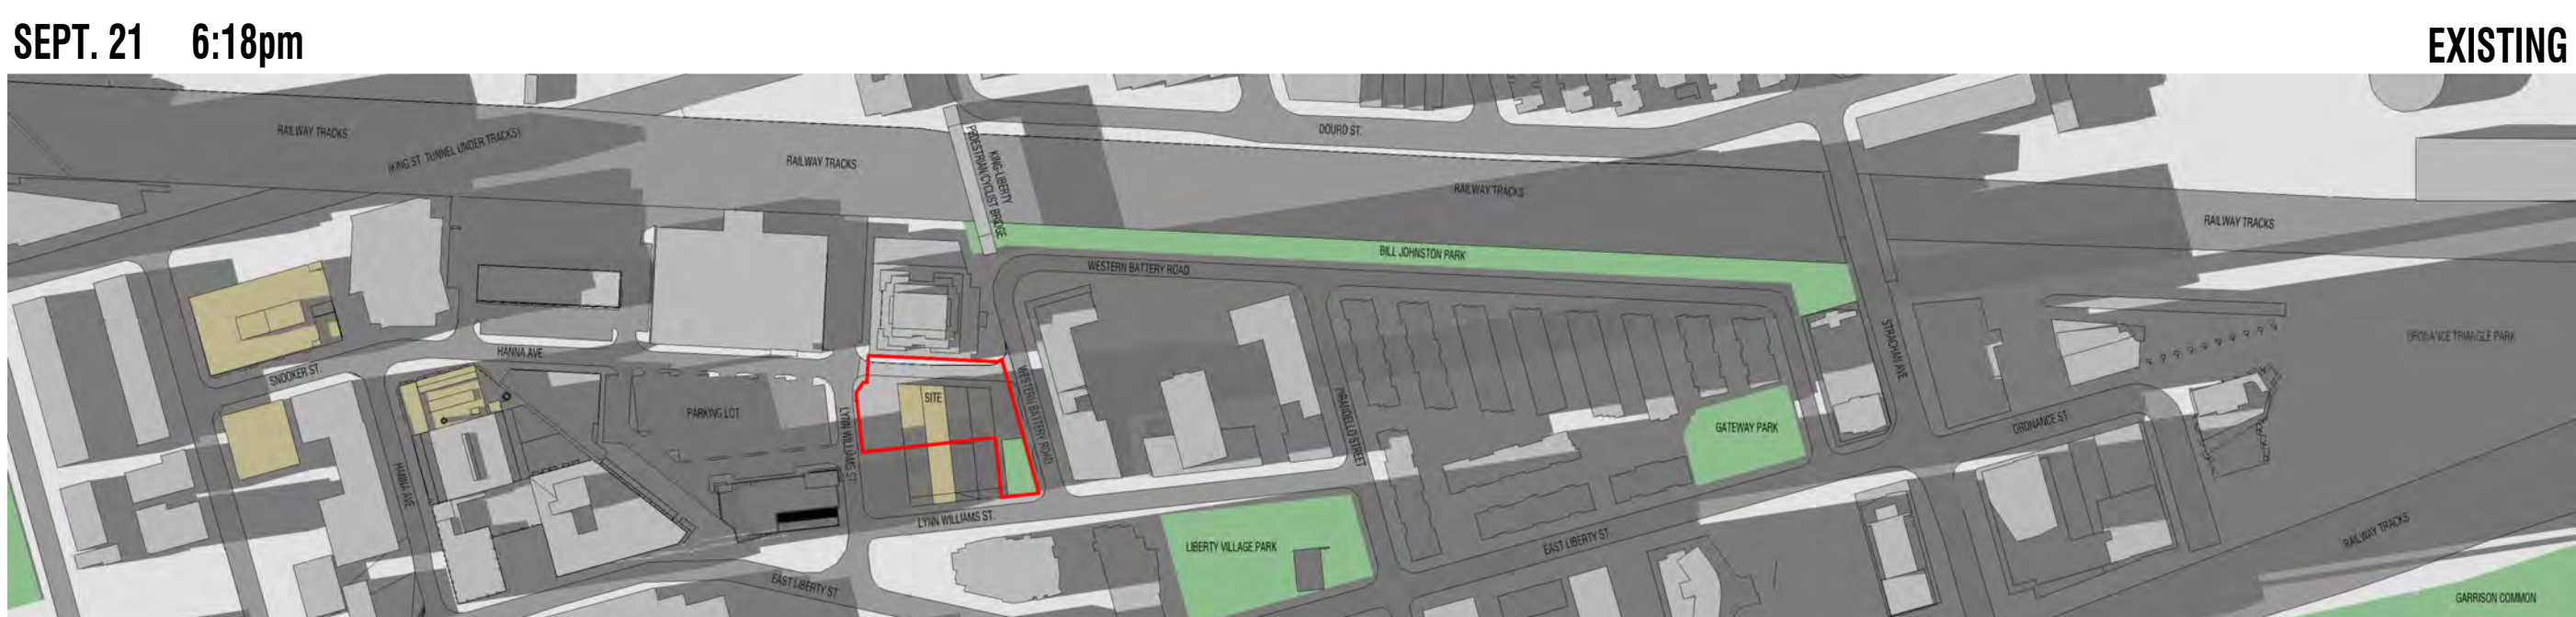 SEPT. 21 6:18pm
EXISTING
RAILWAY TRACKS
(KING ST. TUNNEL UNDER TRACKS)
RAILWAY TRACKS
KING-LIBERTY
PEDESTRIAN/CYCLIST BRIDGE
DOURO ST.
RAILWAY TRACKS
RAILWAY TRACKS
BILL JOHNSTON PARK
WESTERN BATTERY ROAD
HANNA AVE
SNOOKER ST.
STRACHAN AVE
ORDNANCE TRIANGLE PARK
SITE
PARKING LOT
LYNN WILLIAMS ST.
WESTERN BATTERY ROAD
PIRANDELLO STREET
GATEWAY PARK
ORDNANCE ST.
HANNA AVE
LYNN WILLIAMS ST.
LIBERTY VILLAGE PARK
EAST LIBERTY ST.
RAILWAY TRACKS
EAST LIBERTY ST
GARRISON COMMON